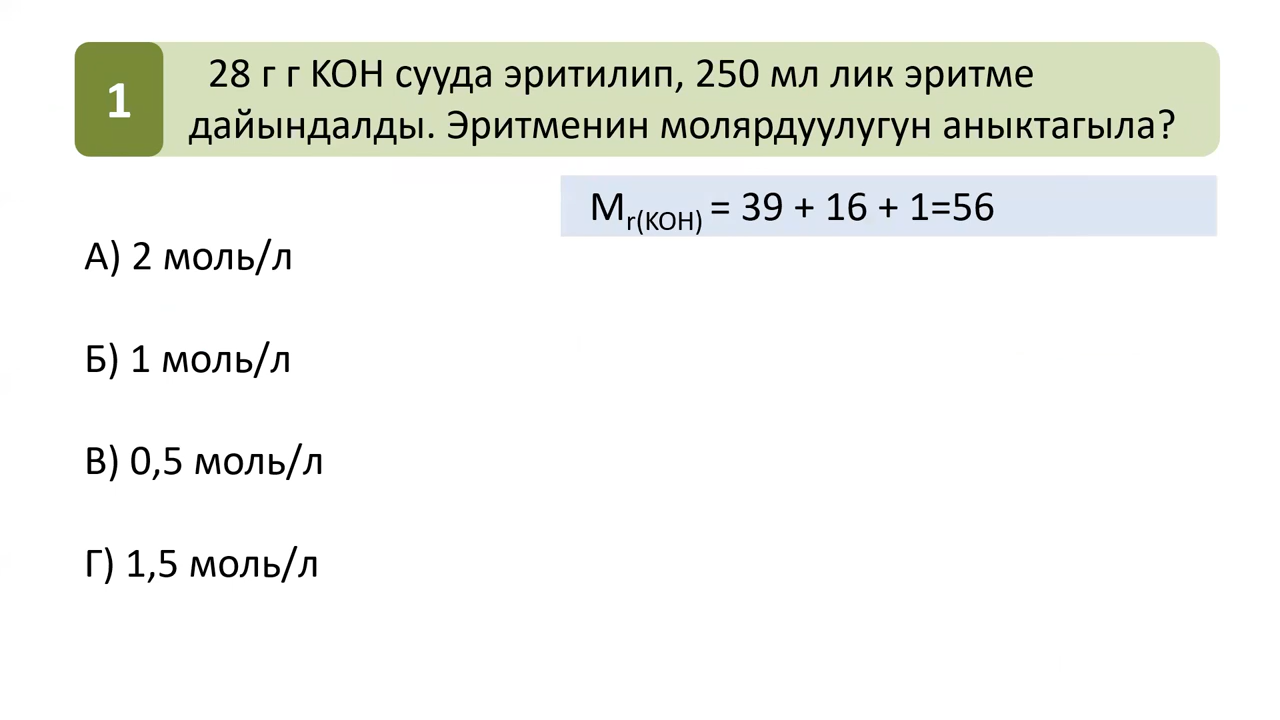 1
28 г г КОН сууда эритилип, 250 мл лик эритме
дайындалды. Эритменин молярдуулугун аныктагыла?
Mr(KOH) = 39 + 16 + 1=56
А) 2 моль/л
Б) 1 моль/л
В) 0,5 моль/л
Г) 1,5 моль/л